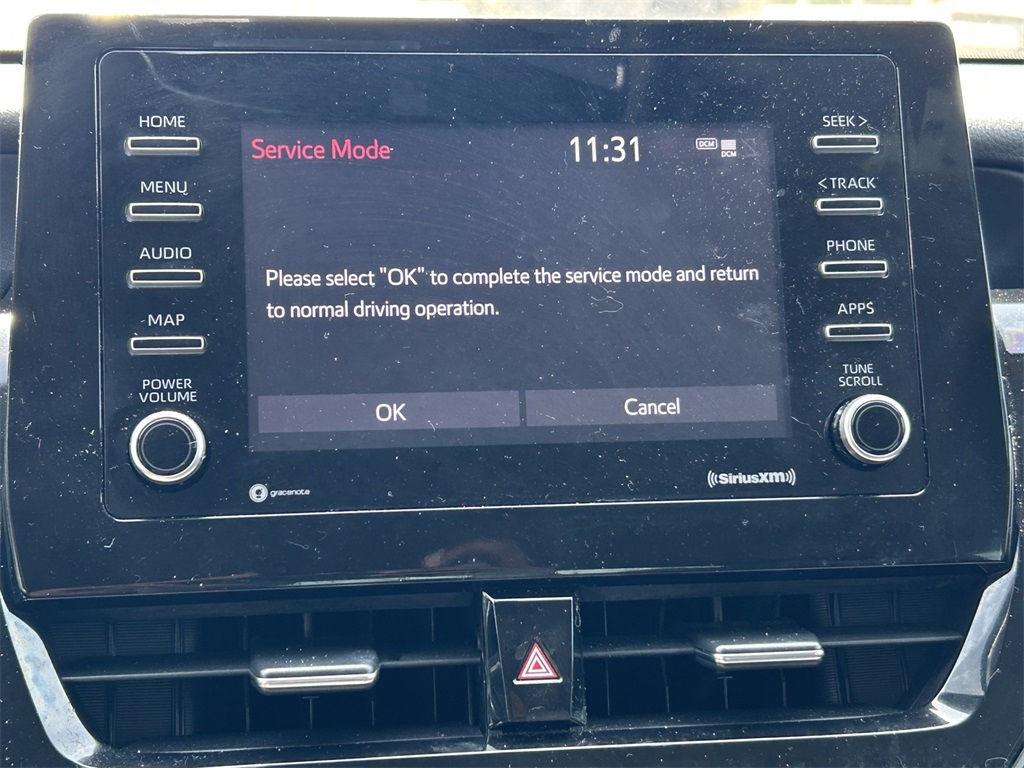 HOME
MENU
AUDIO
MAP
POWER
VOLUME
Service Mode
11:31
DCM
DCM
Please select "OK" to complete the service mode and return
to normal driving operation.
OK
Cancel
gracenote
SiriusXM
SEEK >
< TRACK
PHONE
APPS
TUNE
SCROLL